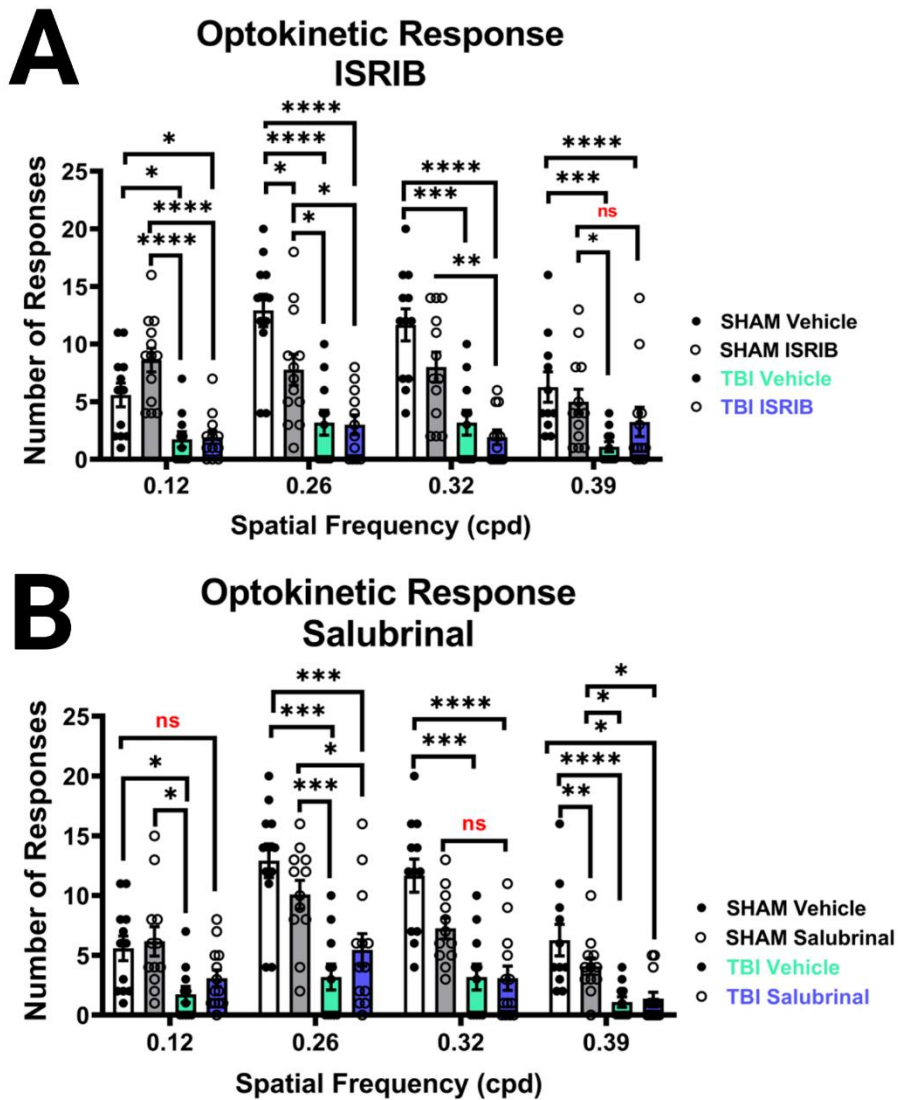 A
Optokinetic Response
ISRIB
Number of Responses
25
20
15
10
5
0
*
*
****
****
****
****
*
*
*
****
***
**
****
***
ns
*
0.12 0.26 0.32 0.39
Spatial Frequency (cpd)
SHAM Vehicle
SHAM ISRIB
TBI Vehicle
TBI ISRIB
B
Optokinetic Response
Salubrinal
Number of Responses
25
20
15
10
5
0
ns
*
*
***
***
*
***
****
***
ns
*
*
*
****
**
0.12 0.26 0.32 0.39
Spatial Frequency (cpd)
SHAM Vehicle
SHAM Salubrinal
TBI Vehicle
TBI Salubrinal